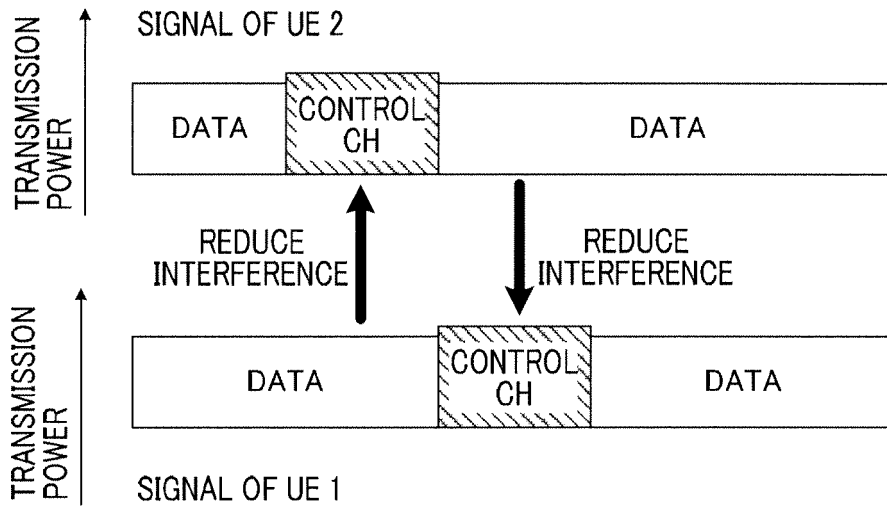 SIGNAL OF UE 2
TRANSMISSION
POWER
DATA
CONTROL
CH
DATA
REDUCE
INTERFERENCE
REDUCE
INTERFERENCE
TRANSMISSION
POWER
DATA
CONTROL
CH
DATA
SIGNAL OF UE 1